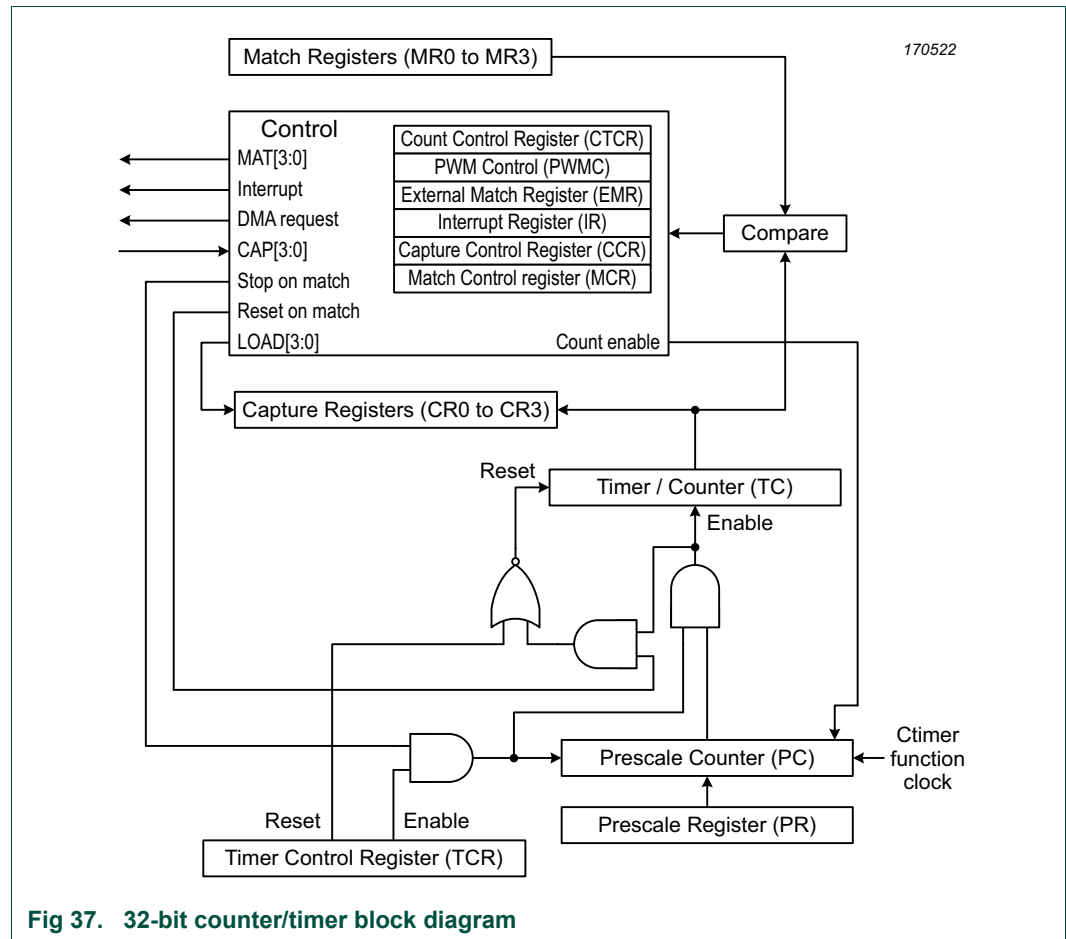 170522
Match Registers (MR0 to MR3)
Control
MAT[3:0]
Interrupt
DMA request
CAP[3:0]
Stop on match
Reset on match
LOAD[3:0]
Count Control Register (CTCR)
PWM Control (PWMC)
External Match Register (EMR)
Interrupt Register (IR)
Capture Control Register (CCR)
Match Control register (MCR)
Count enable
Compare
Capture Registers (CR0 to CR3)
Reset
Timer / Counter (TC)
Enable
Prescale Counter (PC)
Ctimer
function
clock
Prescale Register (PR)
Reset
Enable
Timer Control Register (TCR)
Fig 37. 32-bit counter/timer block diagram